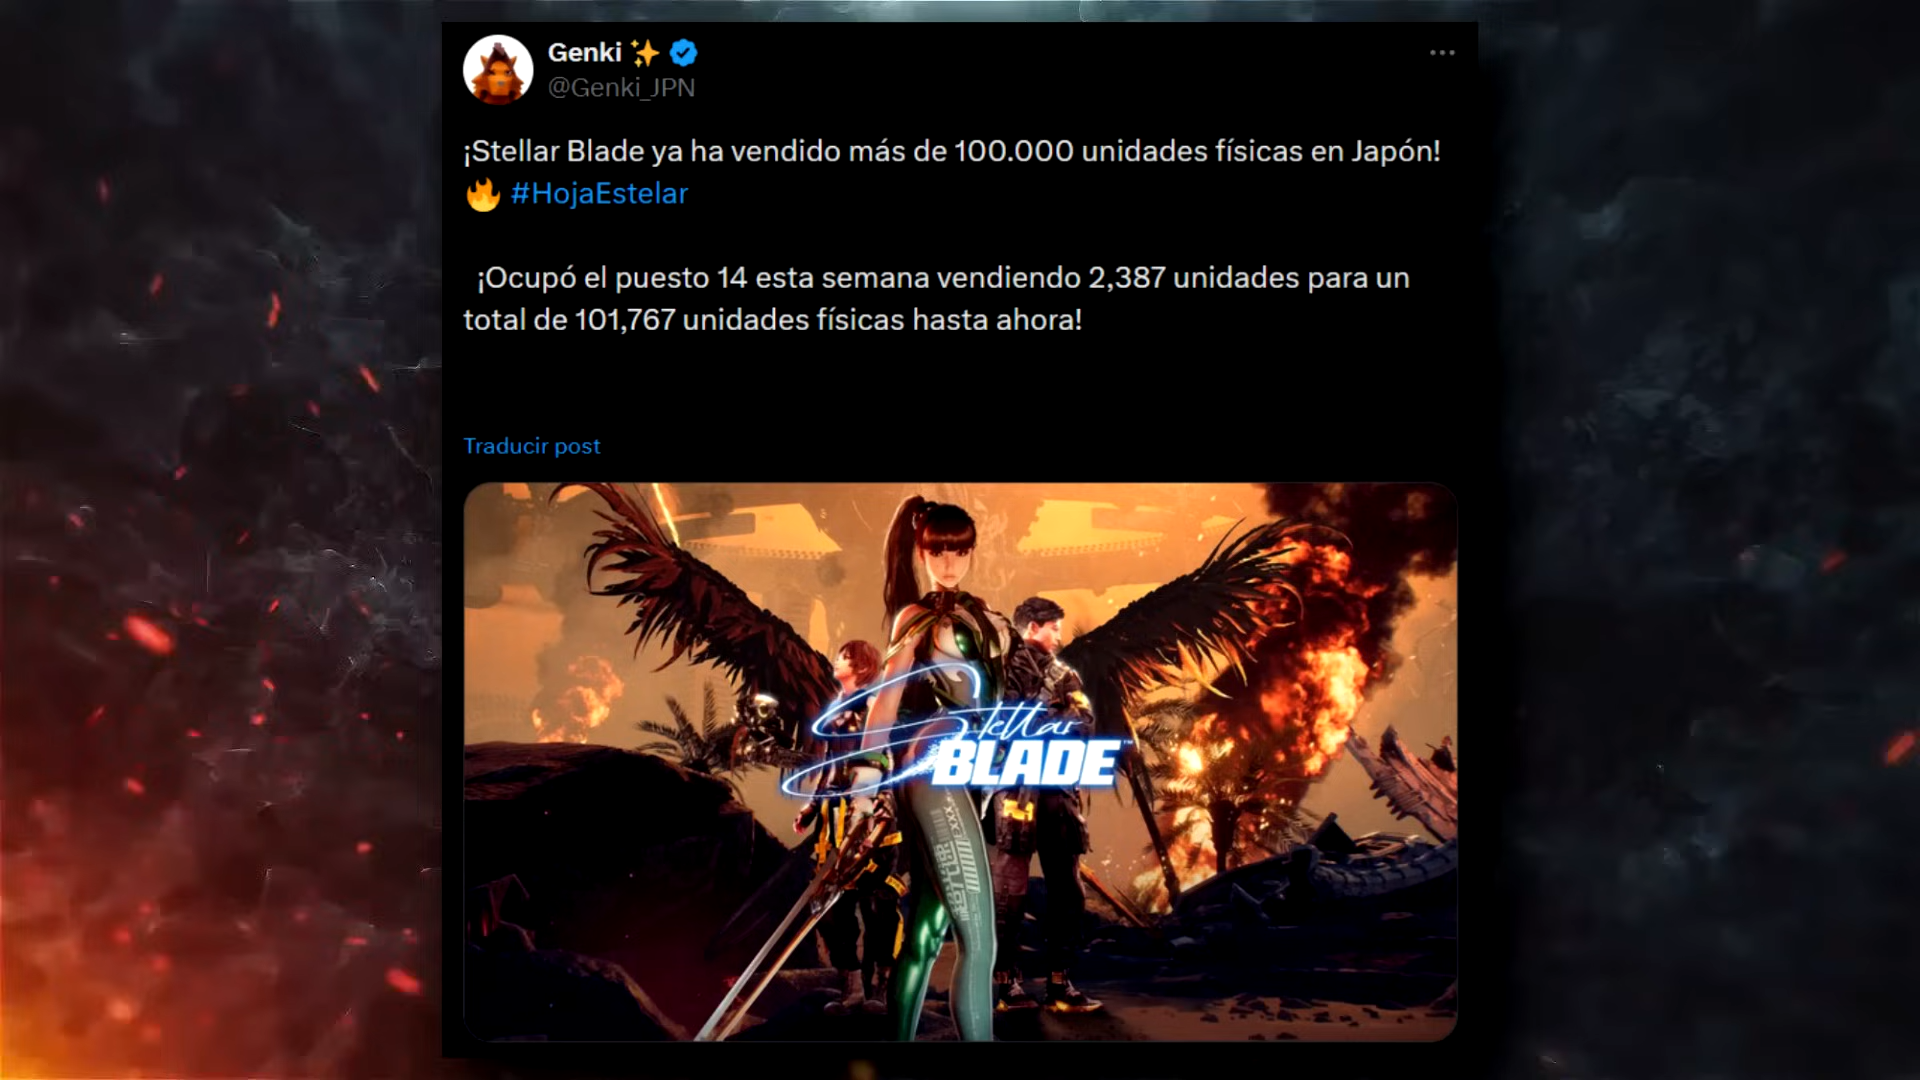 Genki ✨
@Genki_JPN
¡Stellar Blade ya ha vendido más de 100.000 unidades físicas en Japón!
🔥 #HojaEstelar
¡Ocupó el puesto 14 esta semana vendiendo 2,387 unidades para un
total de 101,767 unidades físicas hasta ahora!
Traducir post
Stellar
BLADE™